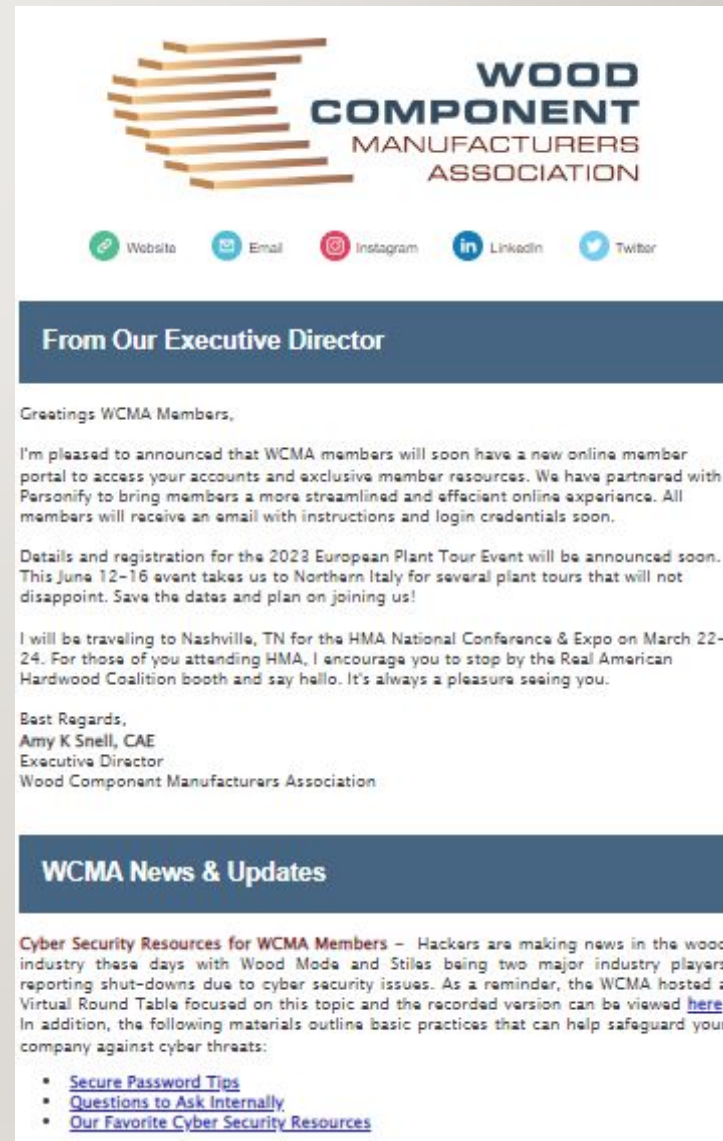 WOOD
COMPONENT
MANUFACTURERS
ASSOCIATION
Website Email Instagram LinkedIn Twitter
From Our Executive Director
Greetings WCMA Members,
I'm pleased to announced that WCMA members will soon have a new online member
portal to access your accounts and exclusive member resources. We have partnered with
Personify to bring members a more streamlined and effecient online experience. All
members will receive an email with instructions and login credentials soon.
Details and registration for the 2023 European Plant Tour Event will be announced soon.
This June 12-16 event takes us to Northern Italy for several plant tours that will not
disappoint. Save the dates and plan on joining us!
I will be traveling to Nashville, TN for the HMA National Conference & Expo on March 22-
24. For those of you attending HMA, I encourage you to stop by the Real American
Hardwood Coalition booth and say hello. It's always a pleasure seeing you.
Best Regards,
Amy K Snell, CAE
Executive Director
Wood Component Manufacturers Association
WCMA News & Updates
Cyber Security Resources for WCMA Members – Hackers are making news in the wood
industry these days with Wood Mode and Stiles being two major industry players
reporting shut-downs due to cyber security issues. As a reminder, the WCMA hosted a
Virtual Round Table focused on this topic and the recorded version can be viewed here
In addition, the following materials outline basic practices that can help safeguard your
company against cyber threats:
• Secure Password Tips
• Questions to Ask Internally
• Our Favorite Cyber Security Resources